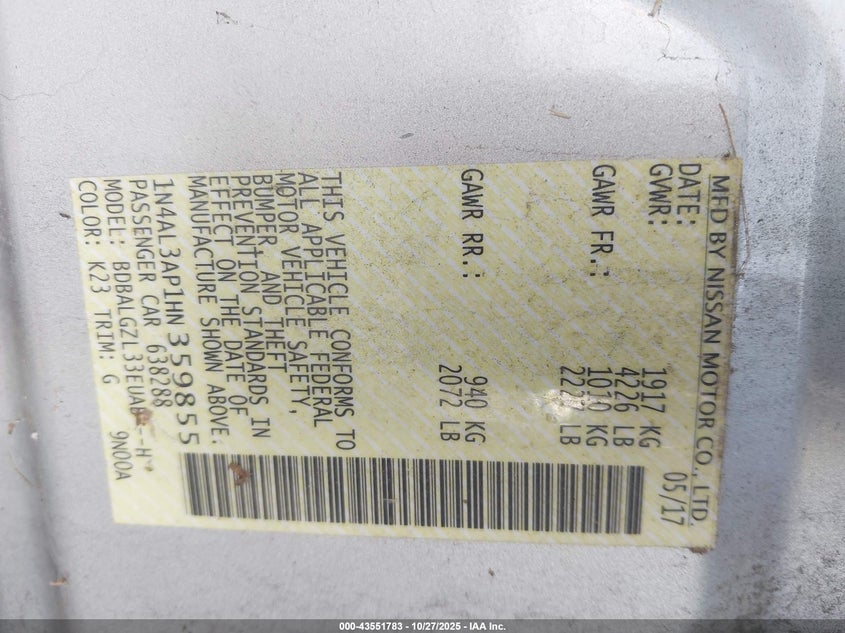 MFD BY NISSAN MOTOR CO., LTD.
DATE: 05/17
GVWR: 1917 KG
4226 LB
GAWR FR.: 1010 KG
LB
GAWR RR.: 940 KG
2072 LB
THIS VEHICLE CONFORMS TO
ALL APPLICABLE FEDERAL
MOTOR VEHICLE SAFETY,
BUMPER AND THEFT
PREVENTION STANDARDS IN
EFFECT ON THE DATE OF
MANUFACTURE SHOWN ABOVE.
1N4AL3AP1HN359855
PASSENGER CAR 638288
MODEL:
COLOR: K23 TRIM: G 9N00A
000-43551783 - 10/27/2025 - IAA Inc.